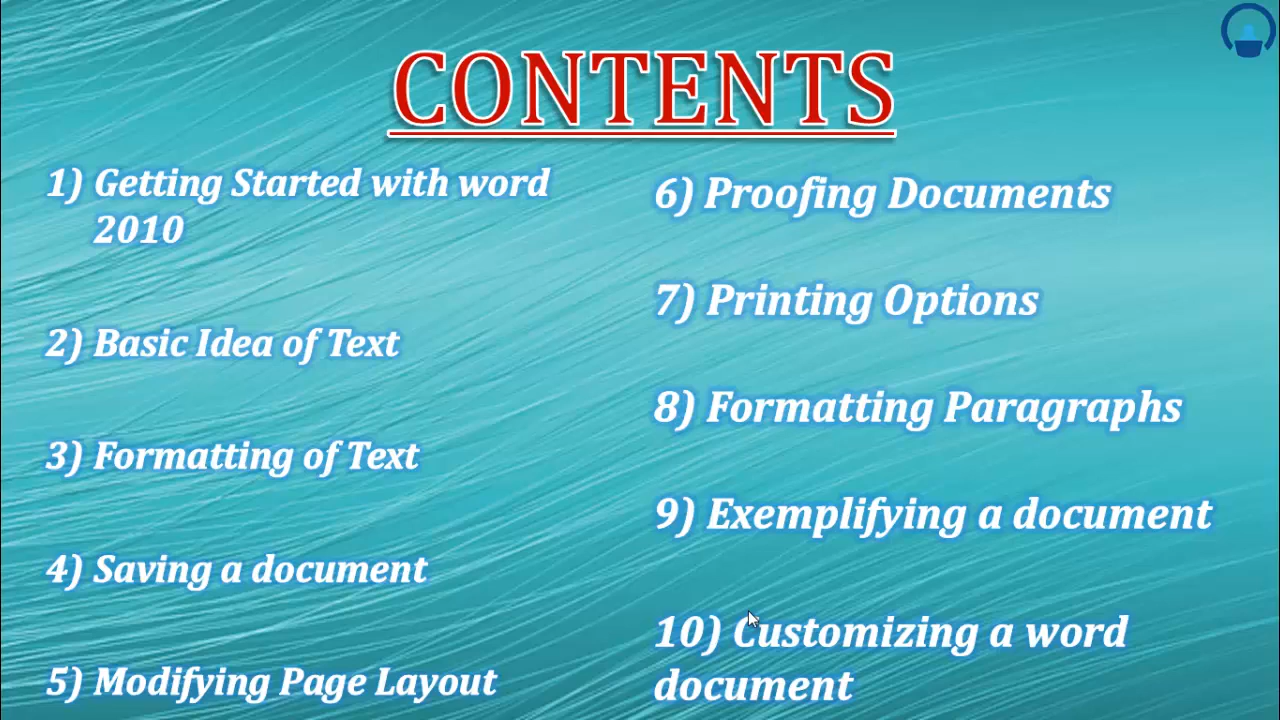 CONTENTS
1) Getting Started with word
2010
2) Basic Idea of Text
3) Formatting of Text
4) Saving a document
5) Modifying Page Layout
6) Proofing Documents
7) Printing Options
8) Formatting Paragraphs
9) Exemplifying a document
10) Customizing a word
document